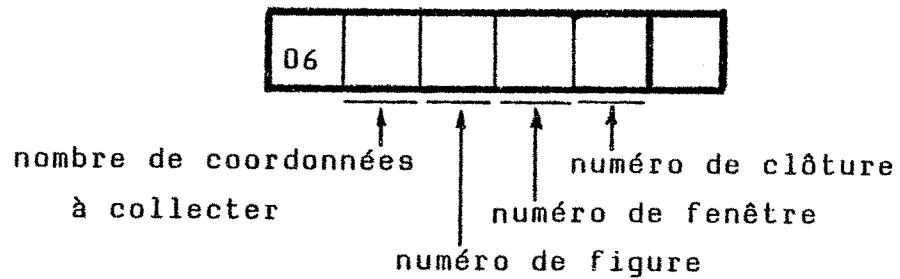 06
nombre de coordonnées
à collecter
numéro de clôture
numéro de fenêtre
numéro de figure